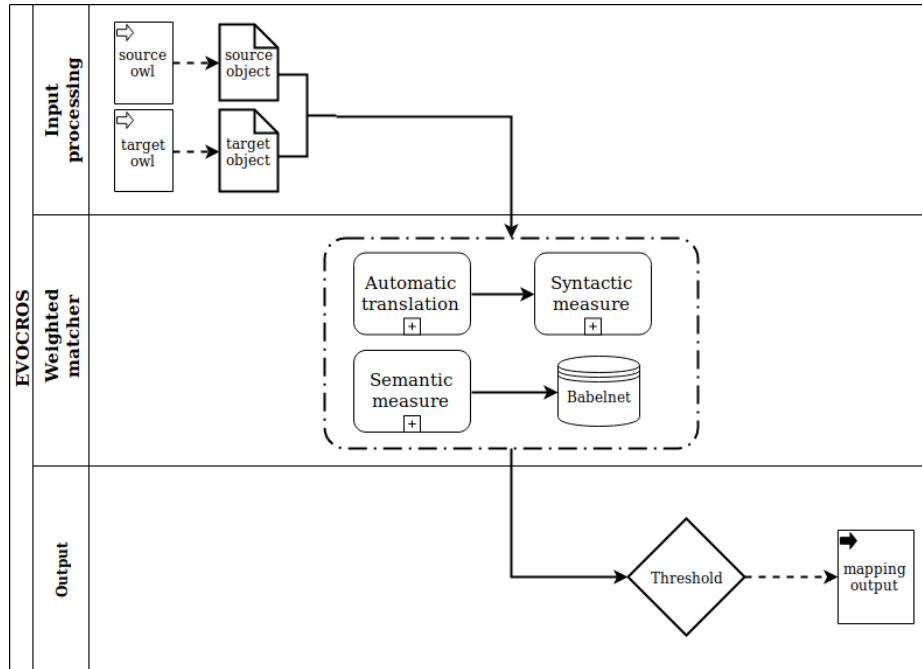 EVOCROS
Input
processing
source
owl
source
object
target
owl
target
object
Weighted
matcher
Automatic
translation
+
Syntactic
measure
+
Semantic
measure
+
Babelnet
Output
Threshold
mapping
output